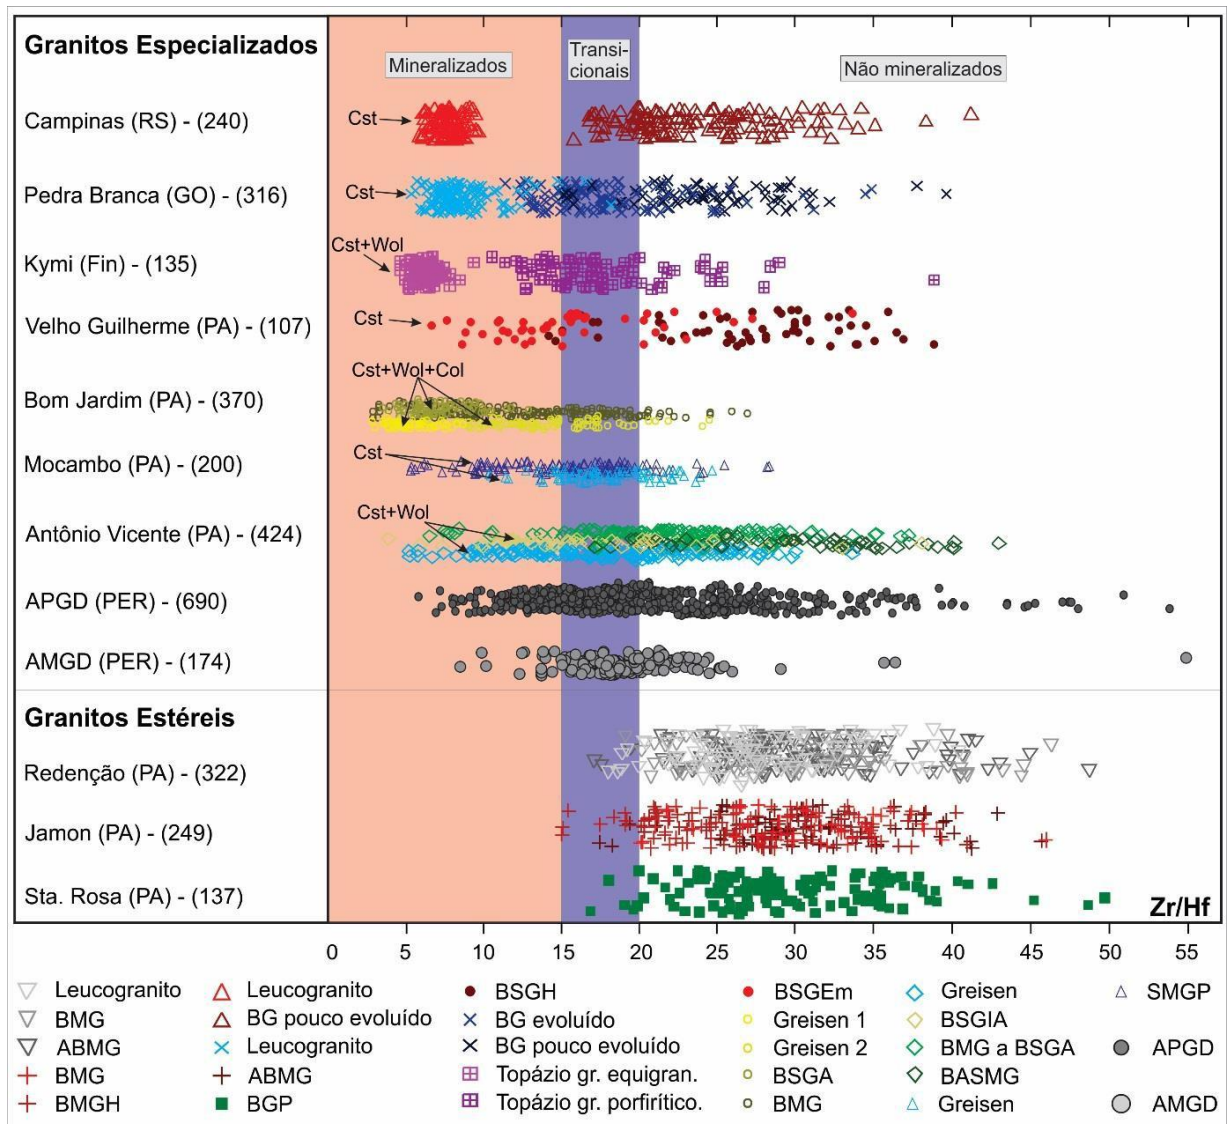 Granitos Especializados
Mineralizados
Transi-
cionais
Não mineralizados
Campinas (RS) - (240)
Cst
Pedra Branca (GO) - (316)
Cst
Cst+Wol
Kymi (Fin) - (135)
Velho Guilherme (PA) - (107)
Cst
Cst+Wol+Col
Bom Jardim (PA) - (370)
Mocambo (PA) - (200)
Cst
Cst+Wol
Antônio Vicente (PA) - (424)
APGD (PER) - (690)
AMGD (PER) - (174)
Granitos Estéreis
Redenção (PA) - (322)
Jamon (PA) - (249)
Sta. Rosa (PA) - (137)
Zr/Hf
0 5 10 15 20 25 30 35 40 45 50 55
Leucogranito Leucogranito BSGH BSGEm Greisen SMGP
BMG BG pouco evoluído BG evoluído Greisen 1 BSGIA
ABMG Leucogranito BG pouco evoluído Greisen 2 BMG a BSGA APGD
BMG ABMG Topázio gr. equigran. BSGA BASMG
BMGH BGP Topázio gr. porfirítico. BMG Greisen AMGD